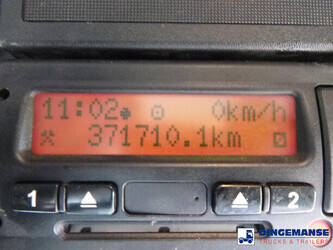 11:02 0km/h
371710.1km
1 2
DINGEMANSE
TRUCKS & TRAILERS